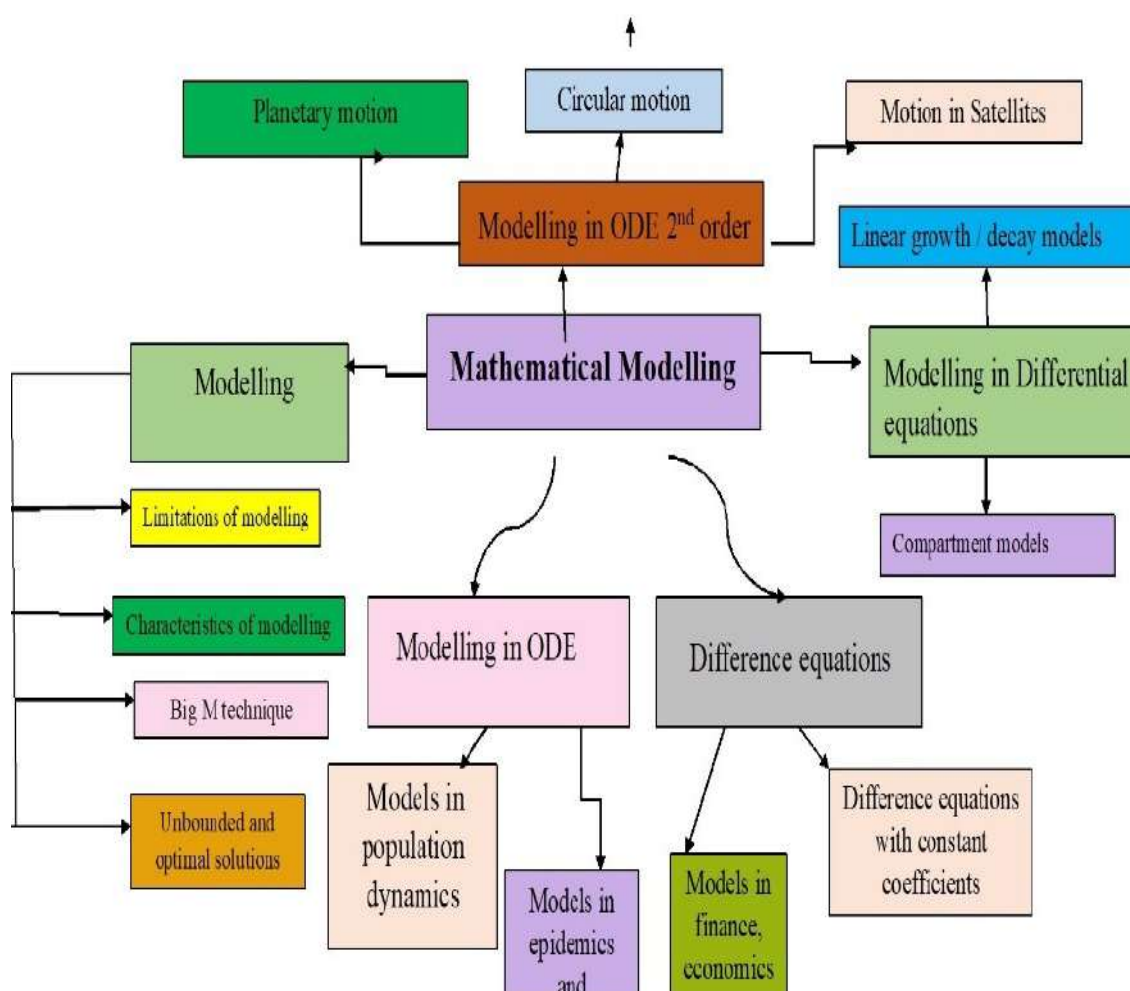 Planetary motion
Circular motion
Motion in Satellites
Modelling in ODE 2nd order
Linear growth / decay models
Mathematical Modelling
Modelling
Modelling in Differential
equations
Limitations of modelling
Compartment models
Characteristics of modelling
Modelling in ODE
Difference equations
Big M technique
Models in
population
dynamics
Difference equations
with constant
coefficients
Unbounded and
optimal solutions
Models in
epidemics
and
Models in
finance,
economics